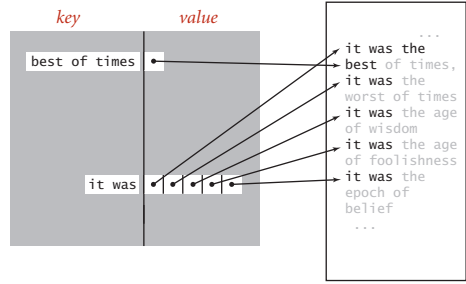 key value
best of times
it was
...
it was the
best of times,
it was the
worst of times
it was the age
of wisdom
it was the age
of foolishness
it was the
epoch of
belief
...